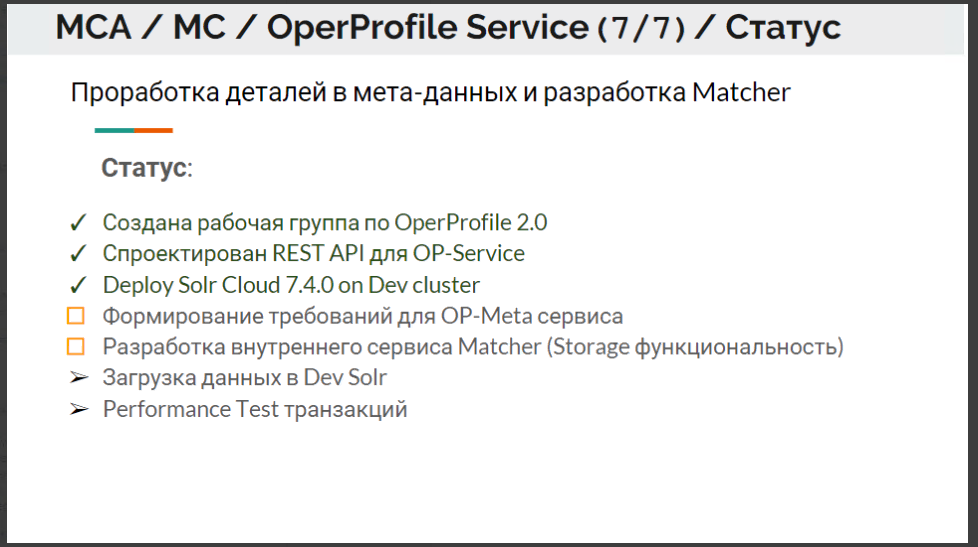 МСА / МС / OperProfile Service (7/7) / Статус
Проработка деталей в мета-данных и разработка Matcher
Статус:
✓ Создана рабочая группа по OperProfile 2.0
✓ Спроектирован REST API для OP-Service
✓ Deploy Solr Cloud 7.4.0 on Dev cluster
☐ Формирование требований для OP-Meta сервиса
☐ Разработка внутреннего сервиса Matcher (Storage функциональность)
➢ Загрузка данных в Dev Solr
➢ Performance Test транзакций